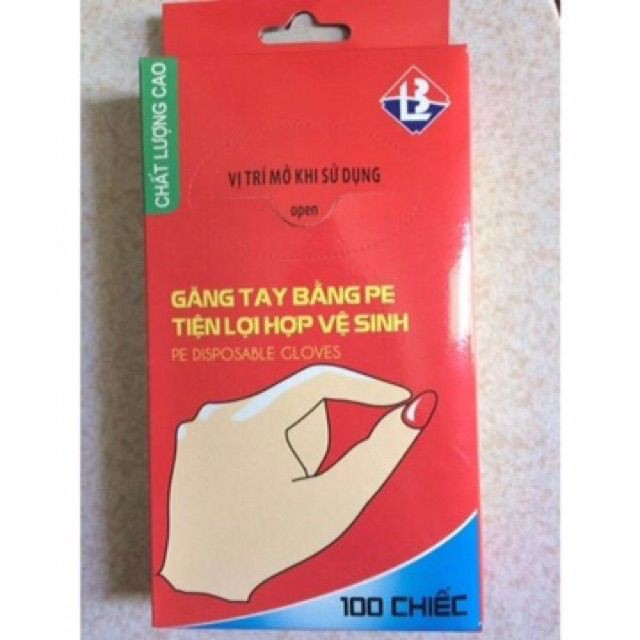 CHẤT LƯỢNG CAO
LB
VỊ TRÍ MỞ KHI SỬ DỤNG
open
GĂNG TAY BẰNG PE
TIỆN LỢI HỢP VỆ SINH
PE DISPOSABLE GLOVES
100 CHIẾC